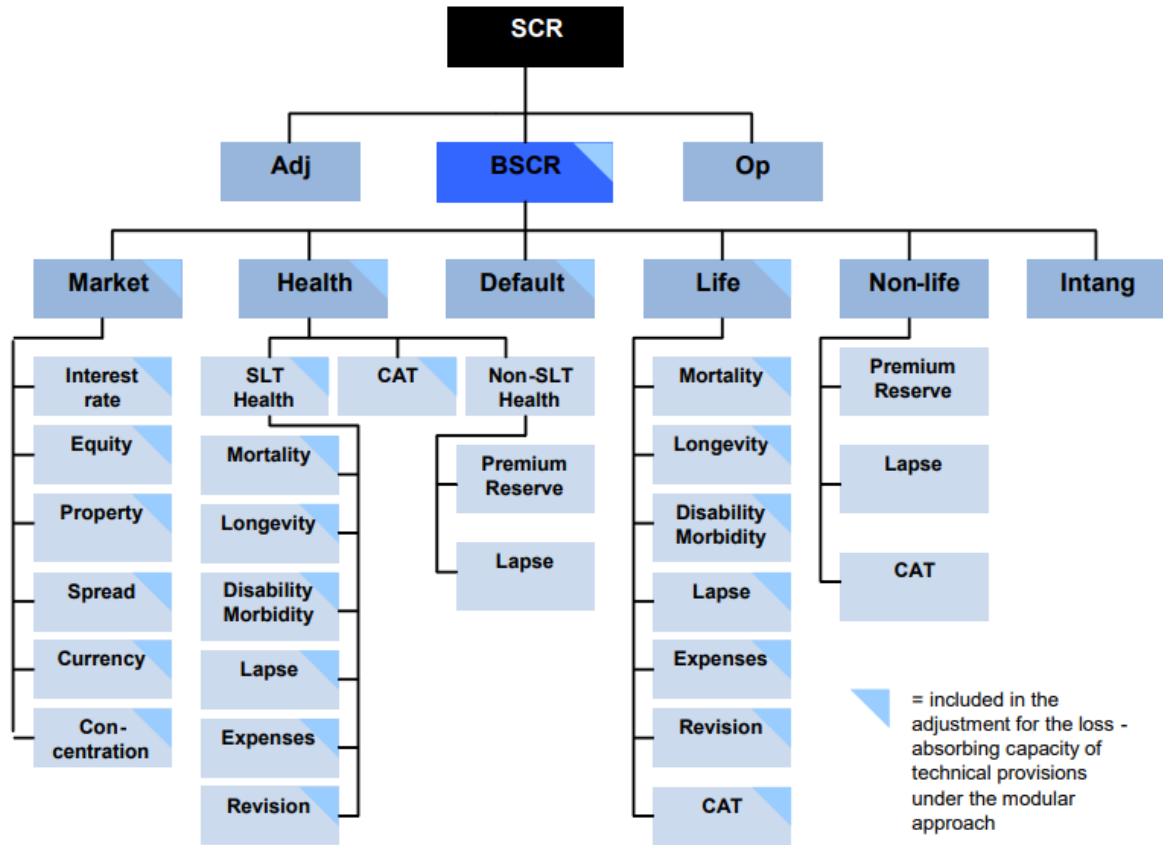 SCR
Adj
BSCR
Op
Market
Health
Default
Life
Non-life
Intang
Interest
rate
Equity
Property
Spread
Currency
Con-
centration
SLT
Health
CAT
Non-SLT
Health
Mortality
Longevity
Disability
Morbidity
Lapse
Expenses
Revision
Premium
Reserve
Lapse
Mortality
Longevity
Disability
Morbidity
Lapse
Expenses
Revision
CAT
Premium
Reserve
Lapse
CAT
= included in the
adjustment for the loss -
absorbing capacity of
technical provisions
under the modular
approach